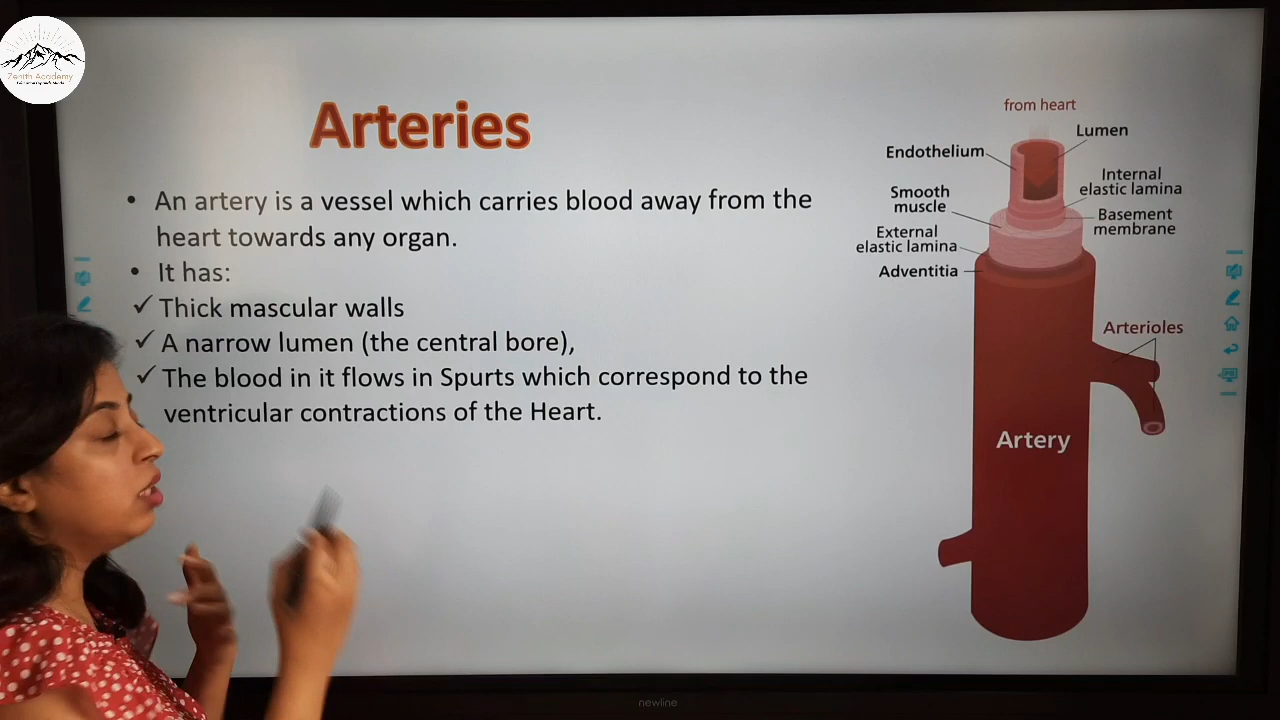 Zenith Academy
Arteries
• An artery is a vessel which carries blood away from the
heart towards any organ.
• It has:
✓ Thick mascular walls
✓ A narrow lumen (the central bore),
✓ The blood in it flows in Spurts which correspond to the
ventricular contractions of the Heart.
from heart
Lumen
Endothelium
Internal
elastic lamina
Smooth
muscle
Basement
membrane
External
elastic lamina
Adventitia
Arterioles
Artery
newline